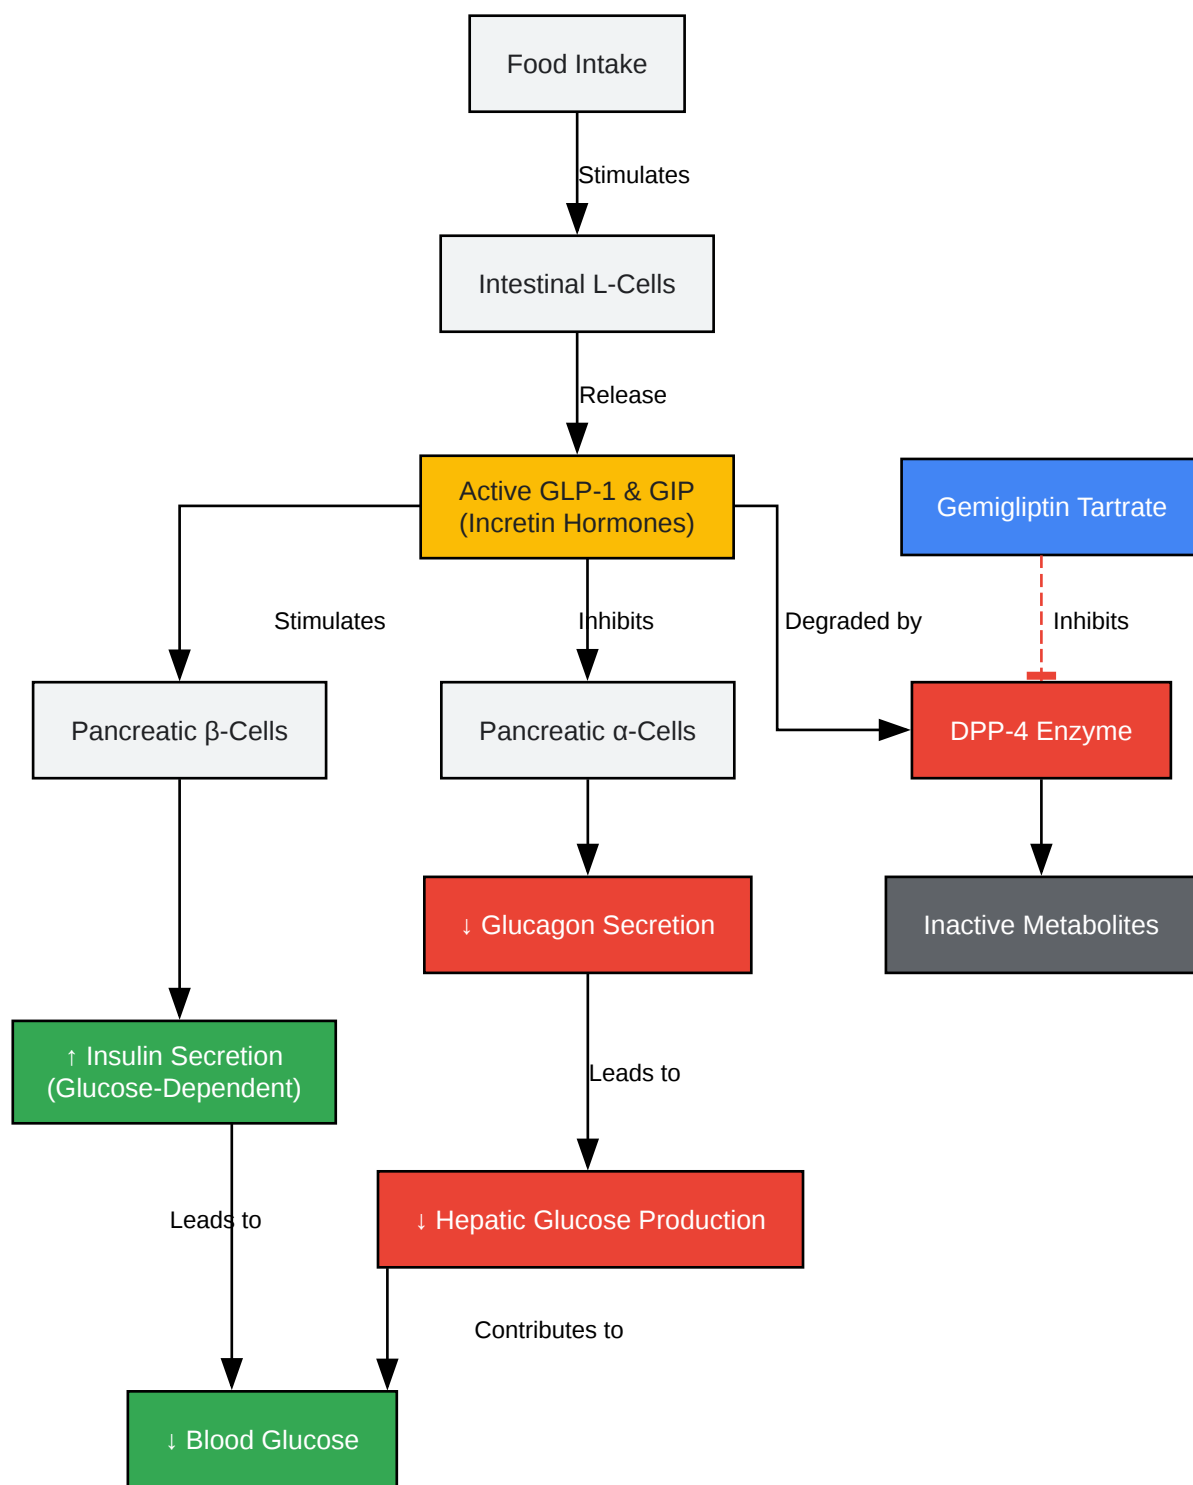 Food Intake
Stimulates
Intestinal L-Cells
Release
Active GLP-1 & GIP
(Incretin Hormones)
Gemigliptin Tartrate
Stimulates
Inhibits
Degraded by
Inhibits
Pancreatic β-Cells
Pancreatic α-Cells
DPP-4 Enzyme
↓ Glucagon Secretion
Inactive Metabolites
↑ Insulin Secretion
(Glucose-Dependent)
Leads to
Leads to
↓ Hepatic Glucose Production
Contributes to
↓ Blood Glucose